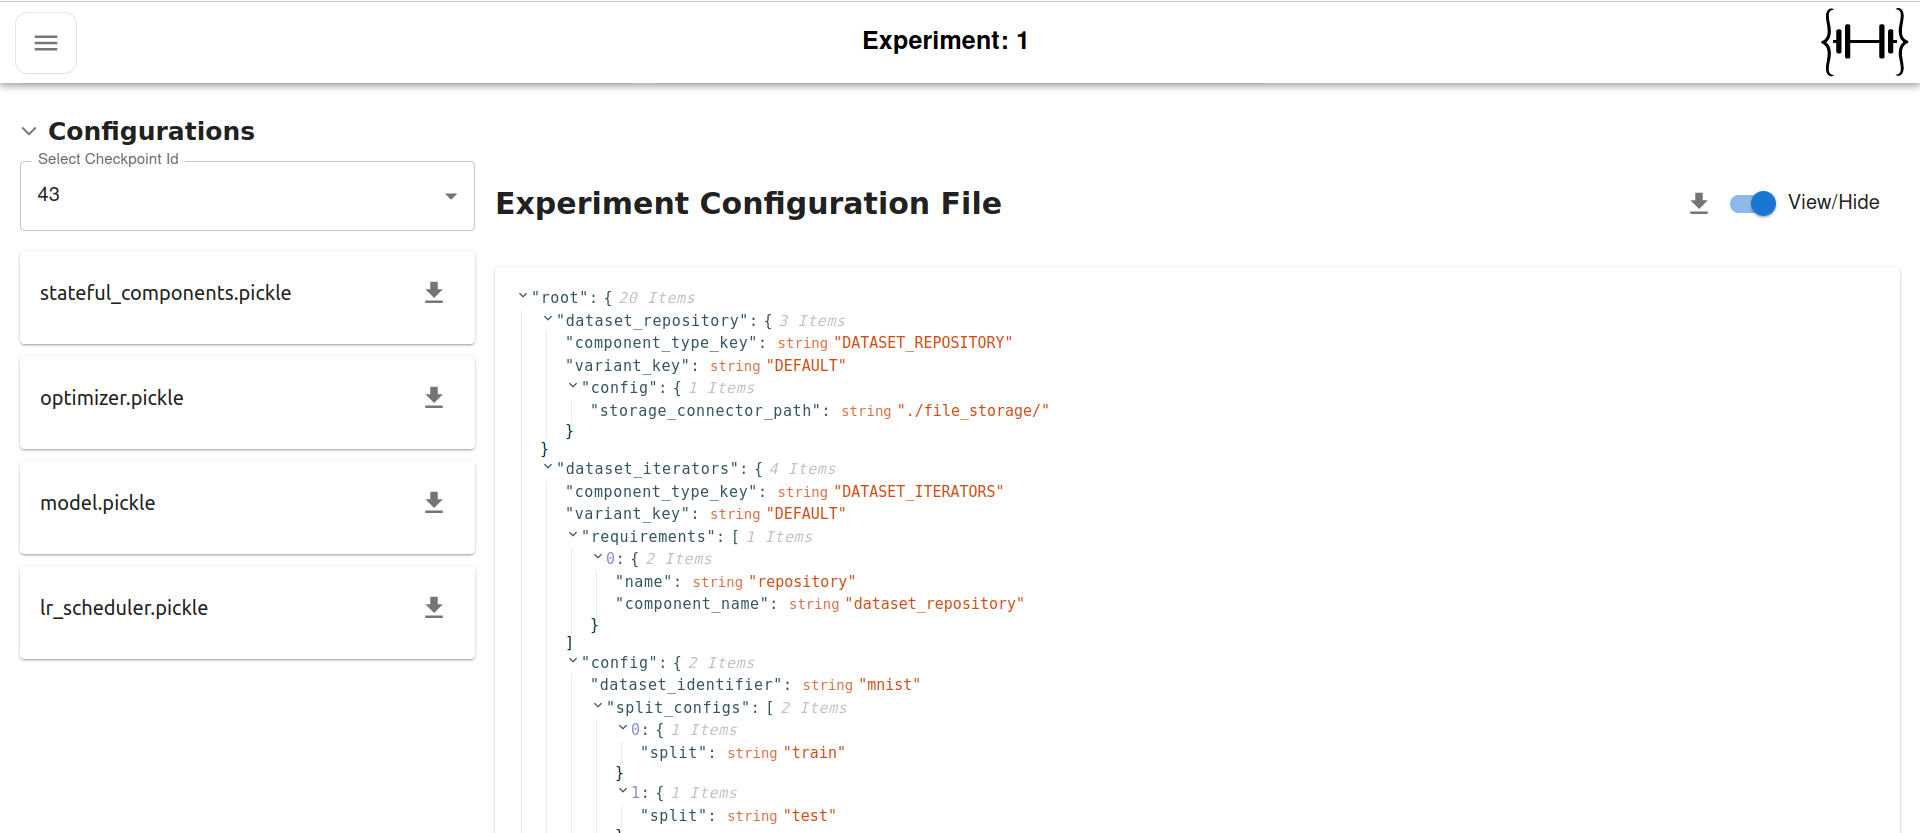 Experiment: 1
Configurations
Select Checkpoint Id
43
stateful_components.pickle
optimizer.pickle
model.pickle
lr_scheduler.pickle
Experiment Configuration File
View/Hide
"root": { 20 Items
"dataset_repository": { 3 Items
"component_type_key": string "DATASET_REPOSITORY"
"variant_key": string "DEFAULT"
"config": { 1 Items
"storage_connector_path": string "./file_storage/"
}
}
"dataset_iterators": { 4 Items
"component_type_key": string "DATASET_ITERATORS"
"variant_key": string "DEFAULT"
"requirements": [ 1 Items
0: { 2 Items
"name": string "repository"
"component_name": string "dataset_repository"
}
]
"config": { 2 Items
"dataset_identifier": string "mnist"
"split_configs": [ 2 Items
0: { 1 Items
"split": string "train"
}
1: { 1 Items
"split": string "test"